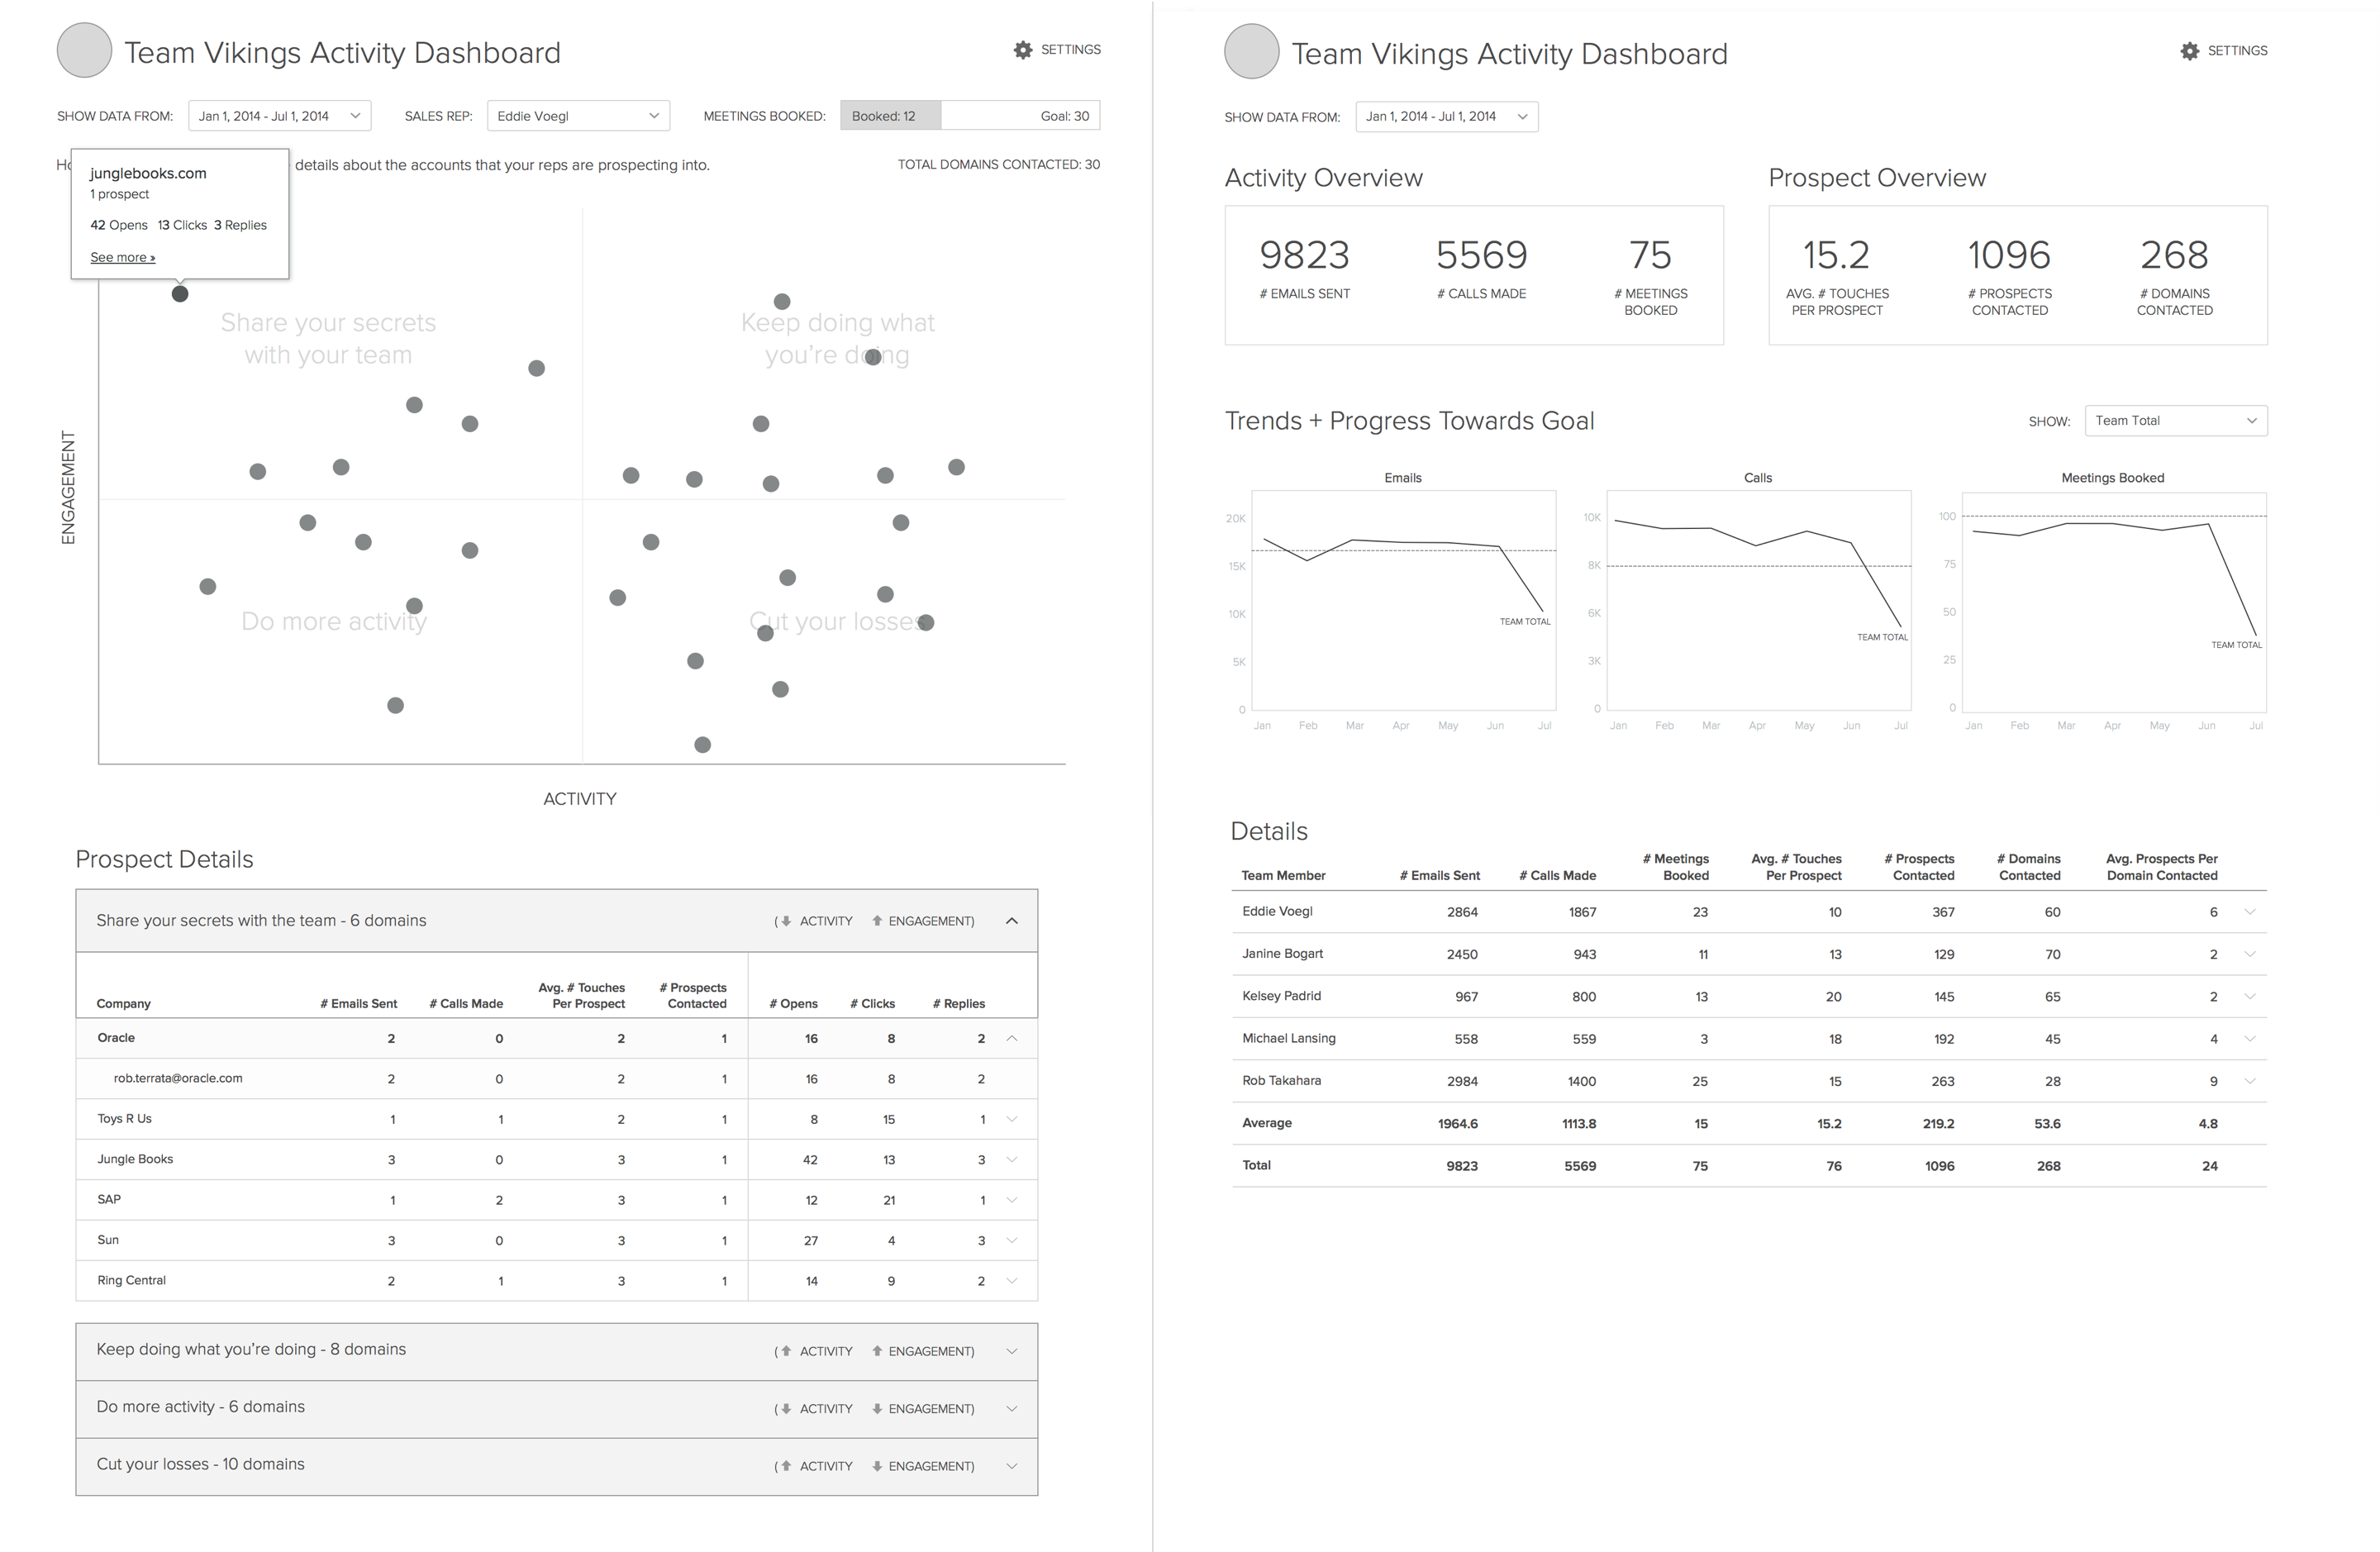 Team Vikings Activity Dashboard
SETTINGS
SHOW DATA FROM: Jan 1, 2014 - Jul 1, 2014 SALES REP: Eddie Voegl MEETINGS BOOKED: Booked: 12 Goal: 30
details about the accounts that your reps are prospecting into. TOTAL DOMAINS CONTACTED: 30
junglebooks.com
1 prospect
42 Opens 13 Clicks 3 Replies
See more »
Share your secrets
with your team
Keep doing what
you're doing
ENGAGEMENT
Do more activity
Cut your losses
ACTIVITY
Prospect Details
Share your secrets with the team - 6 domains (⬇ ACTIVITY ⬆ ENGAGEMENT)
Company # Emails Sent # Calls Made Avg. # Touches Per Prospect # Prospects Contacted # Opens # Clicks # Replies
Oracle 2 0 2 1 16 8 2
rob.terrata@oracle.com 2 0 2 1 16 8 2
Toys R Us 1 1 2 1 8 15 1
Jungle Books 3 0 3 1 42 13 3
SAP 1 2 3 1 12 21 1
Sun 3 0 3 1 27 4 3
Ring Central 2 1 3 1 14 9 2
Keep doing what you're doing - 8 domains (⬆ ACTIVITY ⬆ ENGAGEMENT)
Do more activity - 6 domains (⬇ ACTIVITY ⬇ ENGAGEMENT)
Cut your losses - 10 domains (⬆ ACTIVITY ⬇ ENGAGEMENT)
Team Vikings Activity Dashboard
SETTINGS
SHOW DATA FROM: Jan 1, 2014 - Jul 1, 2014
Activity Overview
9823 5569 75
# EMAILS SENT # CALLS MADE # MEETINGS BOOKED
Prospect Overview
15.2 1096 268
AVG. # TOUCHES PER PROSPECT # PROSPECTS CONTACTED # DOMAINS CONTACTED
Trends + Progress Towards Goal
SHOW: Team Total
Emails
20K
15K
10K
5K
0
TEAM TOTAL
Jan Feb Mar Apr May Jun Jul
Calls
10K
8K
6K
3K
0
TEAM TOTAL
Jan Feb Mar Apr May Jun Jul
Meetings Booked
100
75
50
25
0
TEAM TOTAL
Jan Feb Mar Apr May Jun Jul
Details
Team Member # Emails Sent # Calls Made # Meetings Booked Avg. # Touches Per Prospect # Prospects Contacted # Domains Contacted Avg. Prospects Per Domain Contacted
Eddie Voegl 2864 1867 23 10 367 60 6
Janine Bogart 2450 943 11 13 129 70 2
Kelsey Padrid 967 800 13 20 145 65 2
Michael Lansing 558 559 3 18 192 45 4
Rob Takahara 2984 1400 25 15 263 28 9
Average 1964.6 1113.8 15 15.2 219.2 53.6 4.8
Total 9823 5569 75 76 1096 268 24